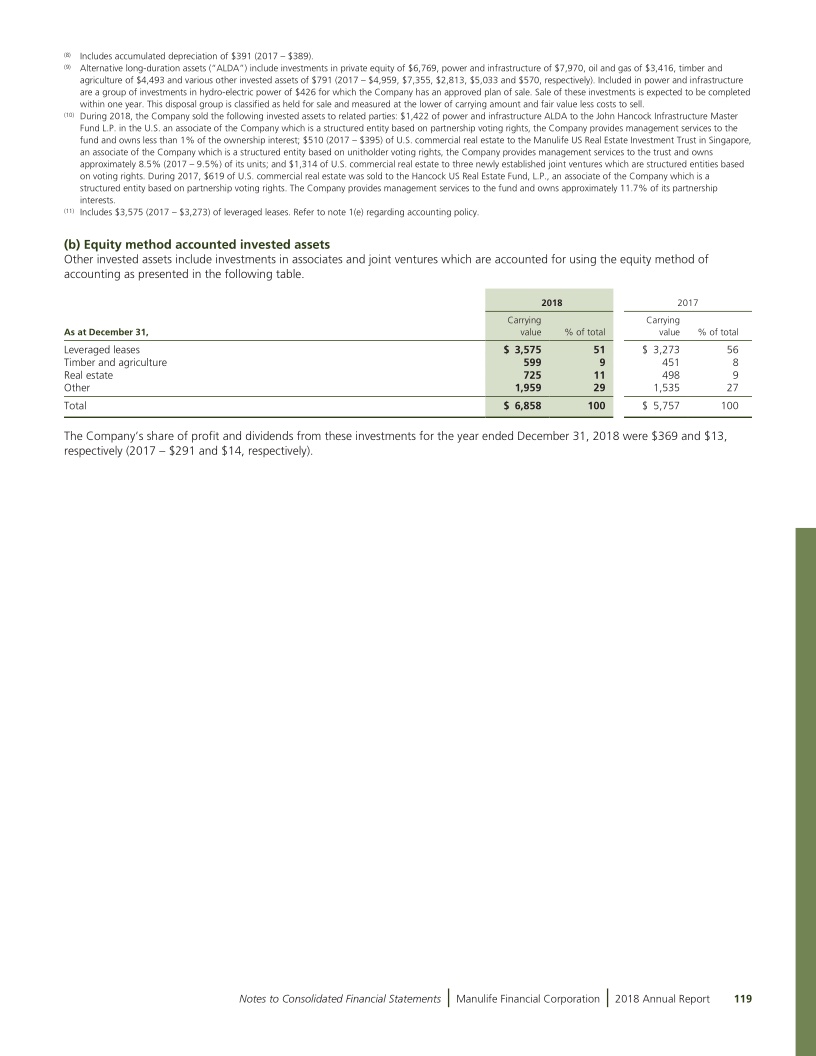 (8) Includes accumulated depreciation of $391 (2017 – $389).
(9) Alternative long-duration assets (“ALDA”) include investments in private equity of $6,769, power and infrastructure of $7,970, oil and gas of $3,416, timber and
agriculture of $4,493 and various other invested assets of $791 (2017 – $4,959, $7,355, $2,813, $5,033 and $570, respectively). Included in power and infrastructure
are a group of investments in hydro-electric power of $426 for which the Company has an approved plan of sale. Sale of these investments is expected to be completed
within one year. This disposal group is classified as held for sale and measured at the lower of carrying amount and fair value less costs to sell.
(10) During 2018, the Company sold the following invested assets to related parties: $1,422 of power and infrastructure ALDA to the John Hancock Infrastructure Master
Fund L.P. in the U.S. an associate of the Company which is a structured entity based on partnership voting rights, the Company provides management services to the
fund and owns less than 1% of the ownership interest; $510 (2017 – $395) of U.S. commercial real estate to the Manulife US Real Estate Investment Trust in Singapore,
an associate of the Company which is a structured entity based on unitholder voting rights, the Company provides management services to the trust and owns
approximately 8.5% (2017 – 9.5%) of its units; and $1,314 of U.S. commercial real estate to three newly established joint ventures which are structured entities based
on voting rights. During 2017, $619 of U.S. commercial real estate was sold to the Hancock US Real Estate Fund, L.P., an associate of the Company which is a
structured entity based on partnership voting rights. The Company provides management services to the fund and owns approximately 11.7% of its partnership
interests.
(11) Includes $3,575 (2017 – $3,273) of leveraged leases. Refer to note 1(e) regarding accounting policy.
(b) Equity method accounted invested assets
Other invested assets include investments in associates and joint ventures which are accounted for using the equity method of
accounting as presented in the following table.
2018 2017
Carrying Carrying
As at December 31, value % of total value % of total
Leveraged leases $ 3,575 51 $ 3,273 56
Timber and agriculture 599 9 451 8
Real estate 725 11 498 9
Other 1,959 29 1,535 27
Total $ 6,858 100 $ 5,757 100
The Company’s share of profit and dividends from these investments for the year ended December 31, 2018 were $369 and $13,
respectively (2017 – $291 and $14, respectively).
Notes to Consolidated Financial Statements Manulife Financial Corporation 2018 Annual Report 119